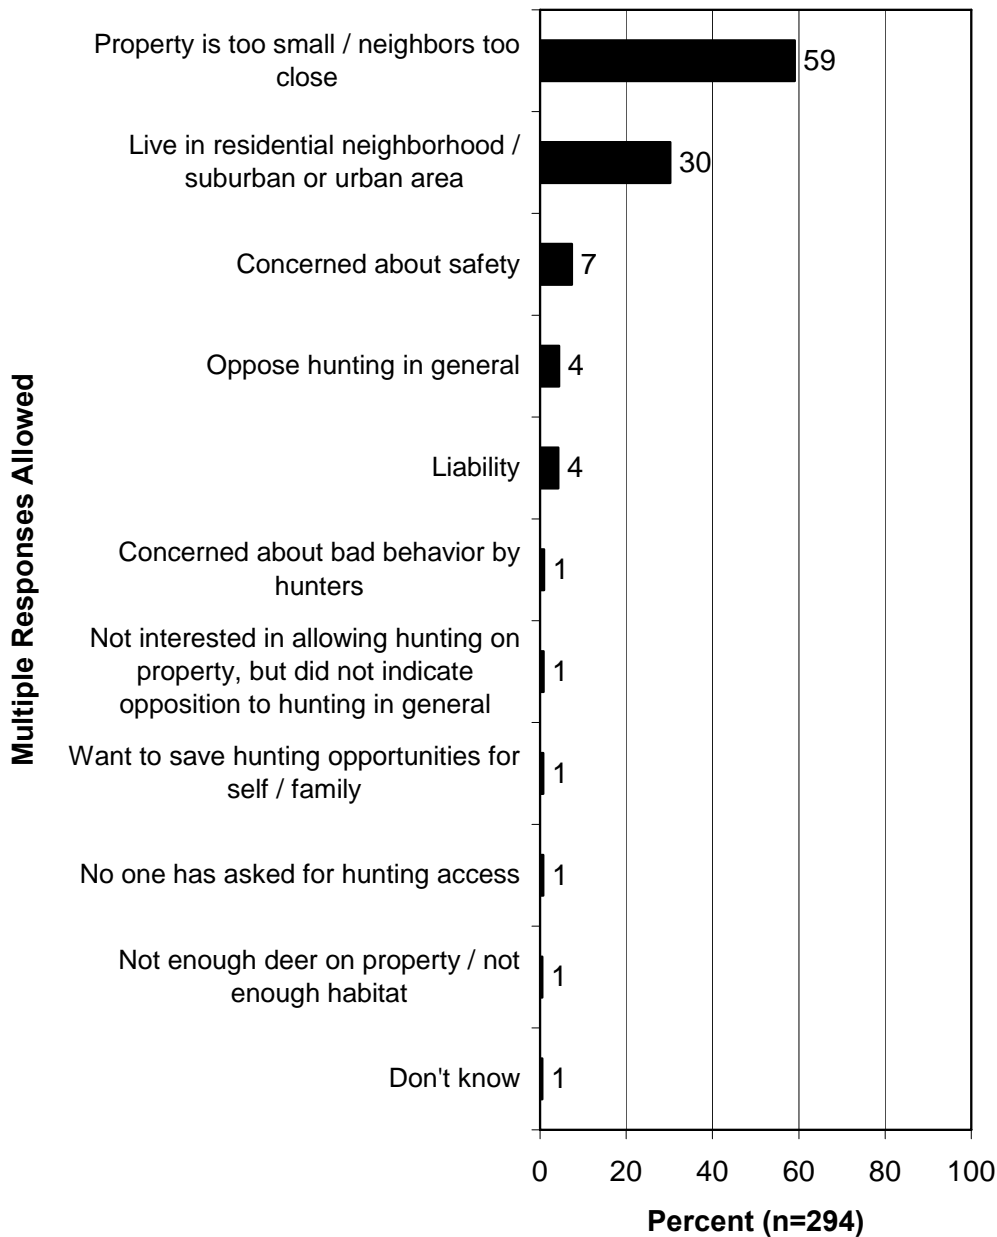 Multiple Responses Allowed
Property is too small / neighbors too
close
59
Live in residential neighborhood /
suburban or urban area
30
Concerned about safety
7
Oppose hunting in general
4
Liability
4
Concerned about bad behavior by
hunters
1
Not interested in allowing hunting on
property, but did not indicate
opposition to hunting in general
1
Want to save hunting opportunities for
self / family
1
No one has asked for hunting access
1
Not enough deer on property / not
enough habitat
1
Don't know
1
0 20 40 60 80 100
Percent (n=294)